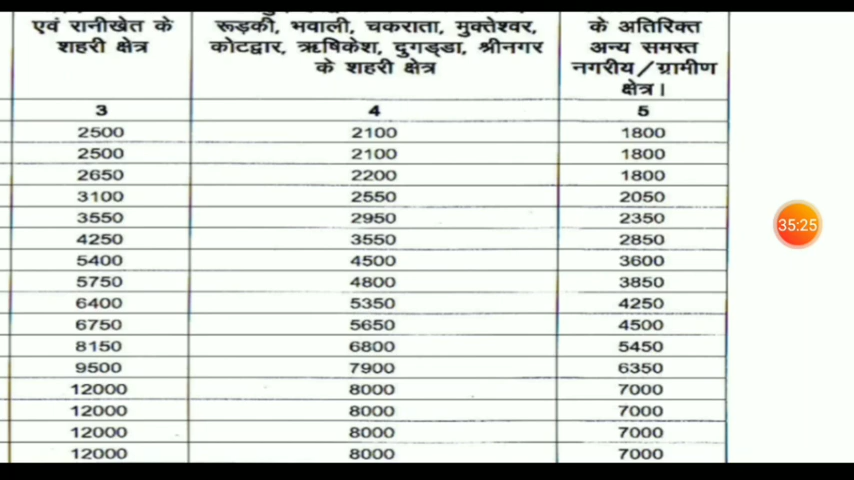 एवं रानीखेत के
शहरी क्षेत्र
रूड़की, भवाली, चकराता, मुक्तेश्वर,
कोटद्वार, ऋषिकेश, दुगड्डा, श्रीनगर
के शहरी क्षेत्र
के अतिरिक्त
अन्य समस्त
नगरीय/ग्रामीण
क्षेत्र।
3 4 5
2500 2100 1800
2500 2100 1800
2650 2200 1800
3100 2550 2050
3550 2950 2350
4250 3550 2850
5400 4500 3600
5750 4800 3850
6400 5350 4250
6750 5650 4500
8150 6800 5450
9500 7900 6350
12000 8000 7000
12000 8000 7000
12000 8000 7000
12000 8000 7000
35:25